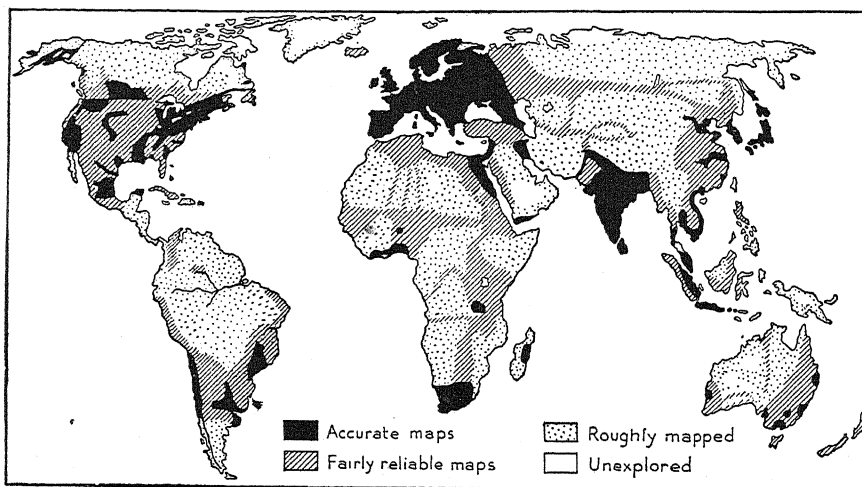 Accurate maps
Fairly reliable maps
Roughly mapped
Unexplored